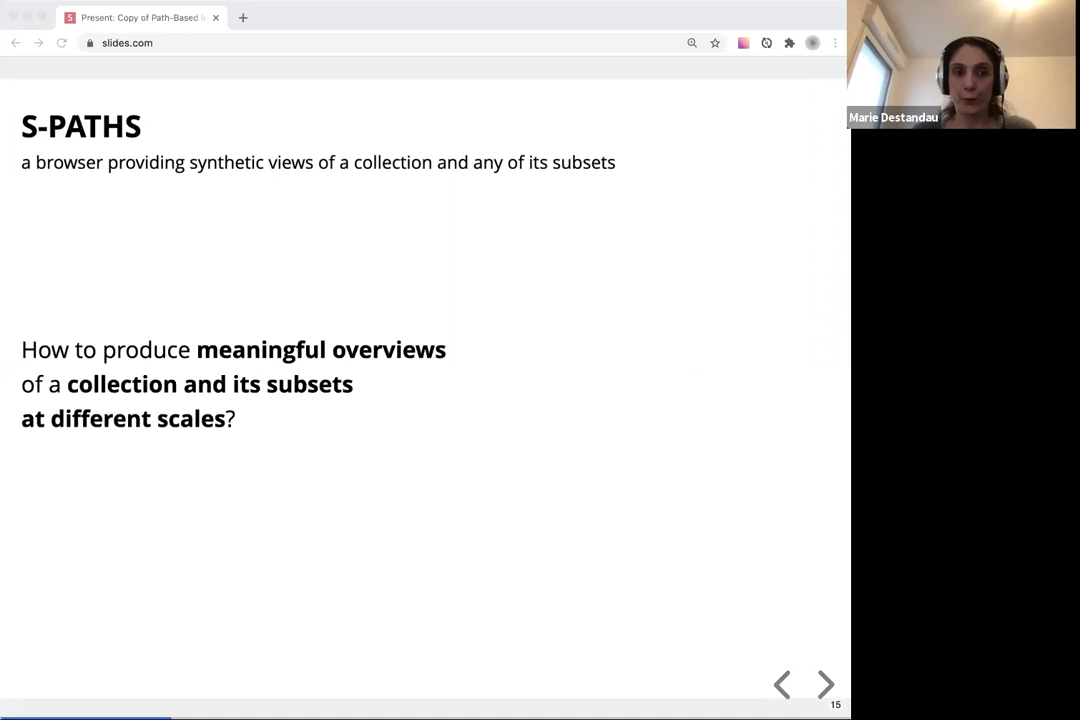 S
Present: Copy of Path-Based I
slides.com
S-PATHS
a browser providing synthetic views of a collection and any of its subsets
How to produce meaningful overviews
of a collection and its subsets
at different scales?
15
Marie Destandau